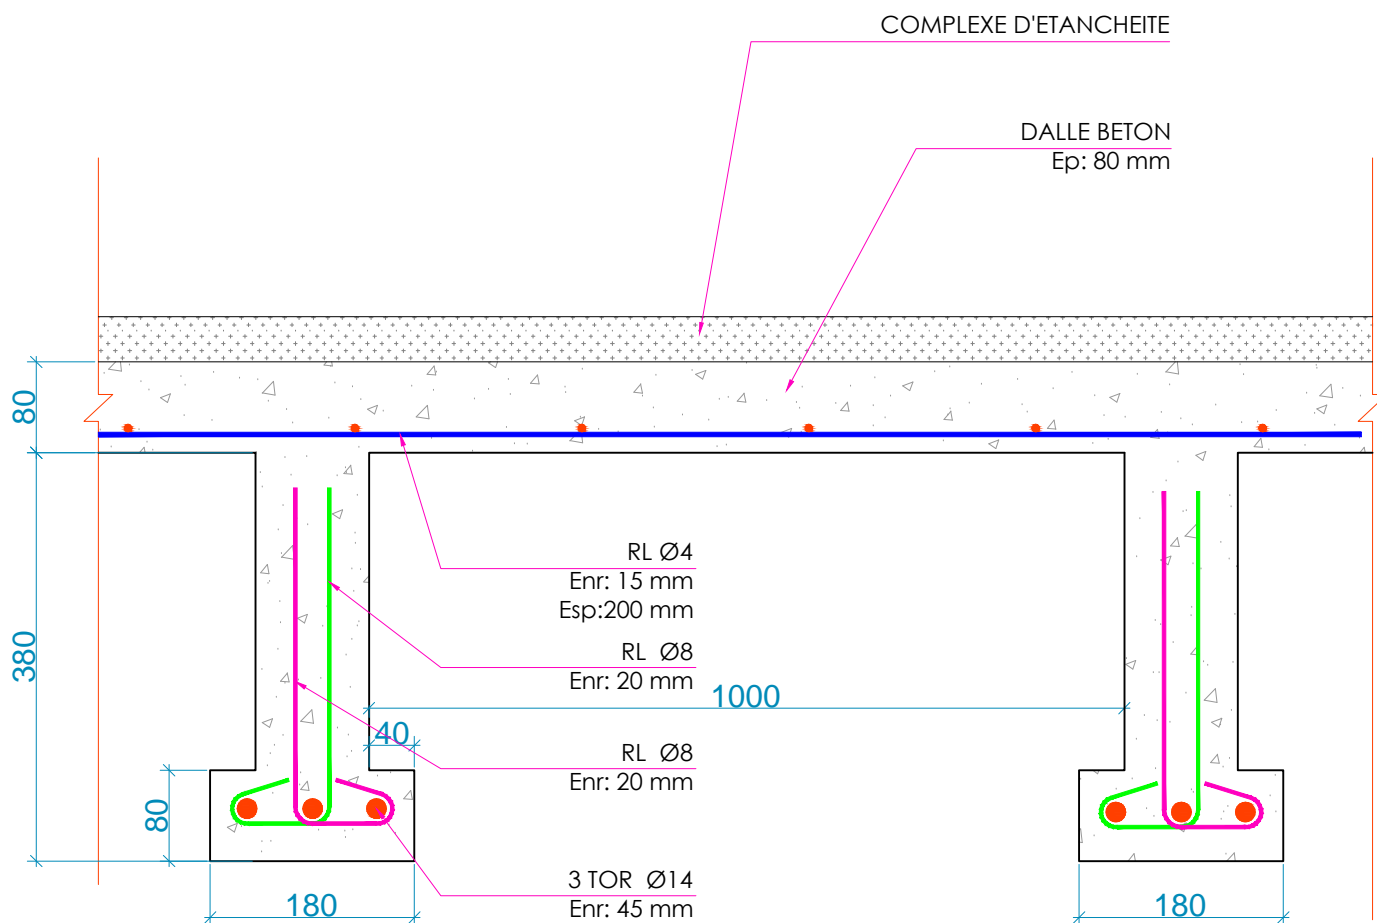 COMPLEXE D'ETANCHEITE
DALLE BETON
Ep: 80 mm
80
RL Ø4
Enr: 15 mm
Esp:200 mm
380
RL Ø8
Enr: 20 mm
1000
40
RL Ø8
Enr: 20 mm
80
3 TOR Ø14
Enr: 45 mm
180
180